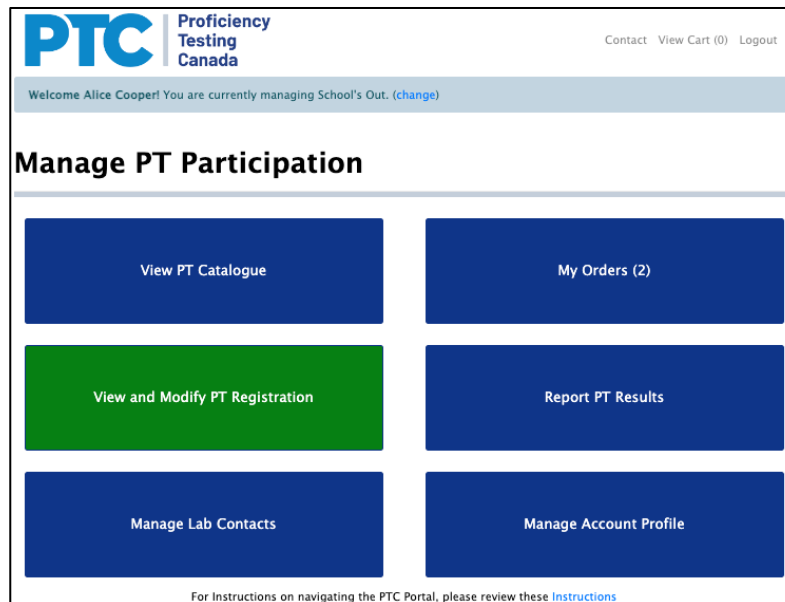 PTC Proficiency
Testing
Canada
Contact View Cart (0) Logout
Welcome Alice Cooper! You are currently managing School's Out. (change)
Manage PT Participation
View PT Catalogue
My Orders (2)
View and Modify PT Registration
Report PT Results
Manage Lab Contacts
Manage Account Profile
For Instructions on navigating the PTC Portal, please review these Instructions